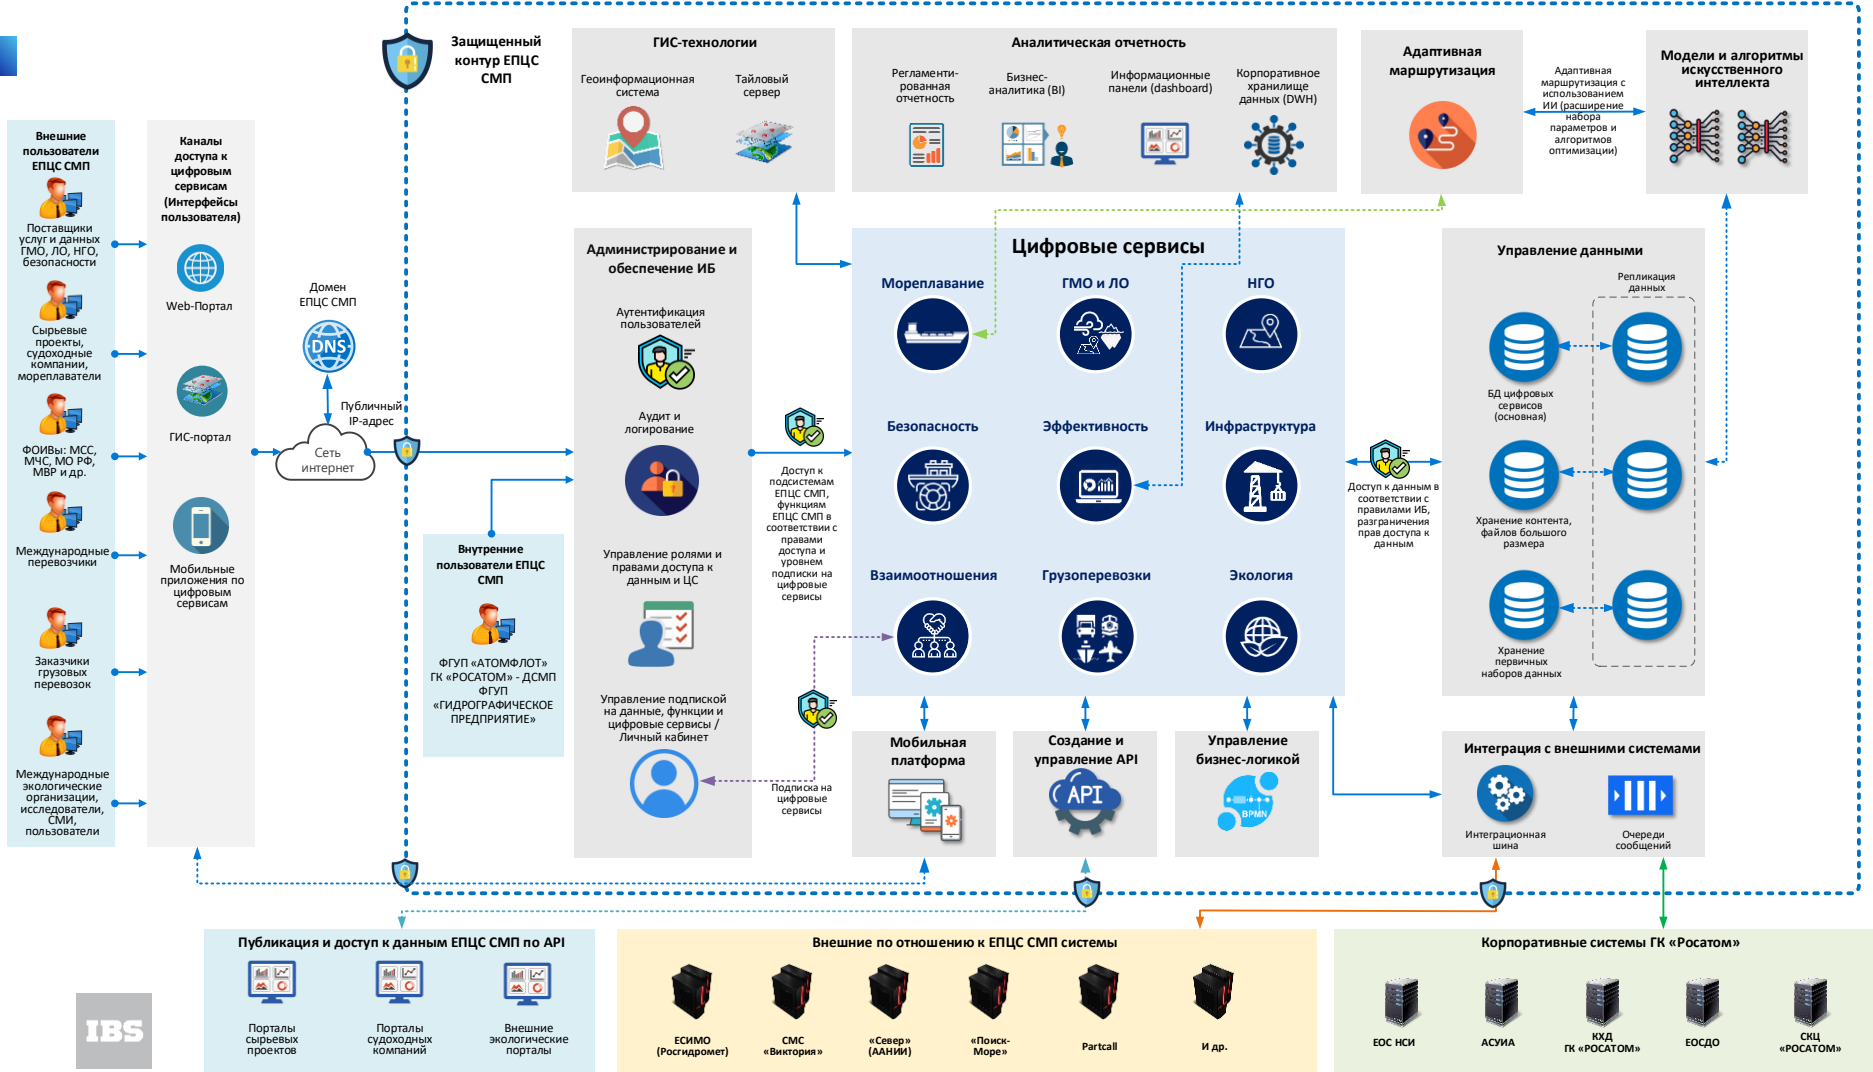 Защищенный
контур ЕПЦС
СМП
ГИС-технологии
Геоинформационная
система
Тайловый
сервер
Аналитическая отчетность
Регламенти-
рованная
отчетность
Бизнес-
аналитика (BI)
Информационные
панели (dashboard)
Корпоративное
хранилище
данных (DWH)
Адаптивная
маршрутизация
Адаптивная
маршрутизация с
использованием
ИИ (расширение
набора
параметров и
алгоритмов
оптимизации)
Модели и алгоритмы
искусственного
интеллекта
Внешние
пользователи
ЕПЦС СМП
Поставщики
услуг и данных
ГМО, ЛО, НГО,
безопасности
Сырьевые
проекты,
судоходные
компании,
мореплаватели
ФОИВы: МСС,
МЧС, МО РФ,
МВР и др.
Международные
перевозчики
Заказчики
грузовых
перевозок
Международные
экологические
организации,
исследователи,
СМИ,
пользователи
Каналы
доступа к
цифровым
сервисам
(Интерфейсы
пользователя)
Web-Портал
ГИС-портал
Мобильные
приложения по
цифровым
сервисам
Домен
ЕПЦС СМП
DNS
Публичный
IP-адрес
Сеть
интернет
Внутренние
пользователи ЕПЦС
СМП
ФГУП «АТОМФЛОТ»
ГК «РОСАТОМ» - ДСМП
ФГУП
«ГИДРОГРАФИЧЕСКОЕ
ПРЕДПРИЯТИЕ»
Администрирование и
обеспечение ИБ
Аутентификация
пользователей
Аудит и
логирование
Управление ролями и
правами доступа к
данным и ЦС
Управление подпиской
на данные, функции и
цифровые сервисы /
Личный кабинет
Доступ к
подсистемам
ЕПЦС СМП,
функциям
ЕПЦС СМП в
соответствии с
правами
доступа и
уровнем
подписки на
цифровые
сервисы
Подписка на
цифровые
сервисы
Цифровые сервисы
Мореплавание
ГМО и ЛО
НГО
Безопасность
Эффективность
Инфраструктура
Взаимоотношения
Грузоперевозки
Экология
Доступ к данным в
соответствии с
правилами ИБ,
разграничения
прав доступа к
данным
Управление данными
Репликация
данных
БД цифровых
сервисов
(основная)
Хранение контента,
файлов большого
размера
Хранение
первичных
наборов данных
Мобильная
платформа
Создание и
управление API
API
Управление
бизнес-логикой
BPMN
Интеграция с внешними системами
Интеграционная
шина
Очереди
сообщений
Публикация и доступ к данным ЕПЦС СМП по API
Порталы
сырьевых
проектов
Порталы
судоходных
компаний
Внешние
экологические
порталы
Внешние по отношению к ЕПЦС СМП системы
ЕСИМО
(Росгидромет)
СМС
«Виктория»
«Север»
(ААНИИ)
«Поиск-
Море»
Partcall
И др.
Корпоративные системы ГК «Росатом»
ЕОС НСИ
АСУИА
КХД
ГК «РОСАТОМ»
ЕОСДО
СКЦ
«РОСАТОМ»
IBS